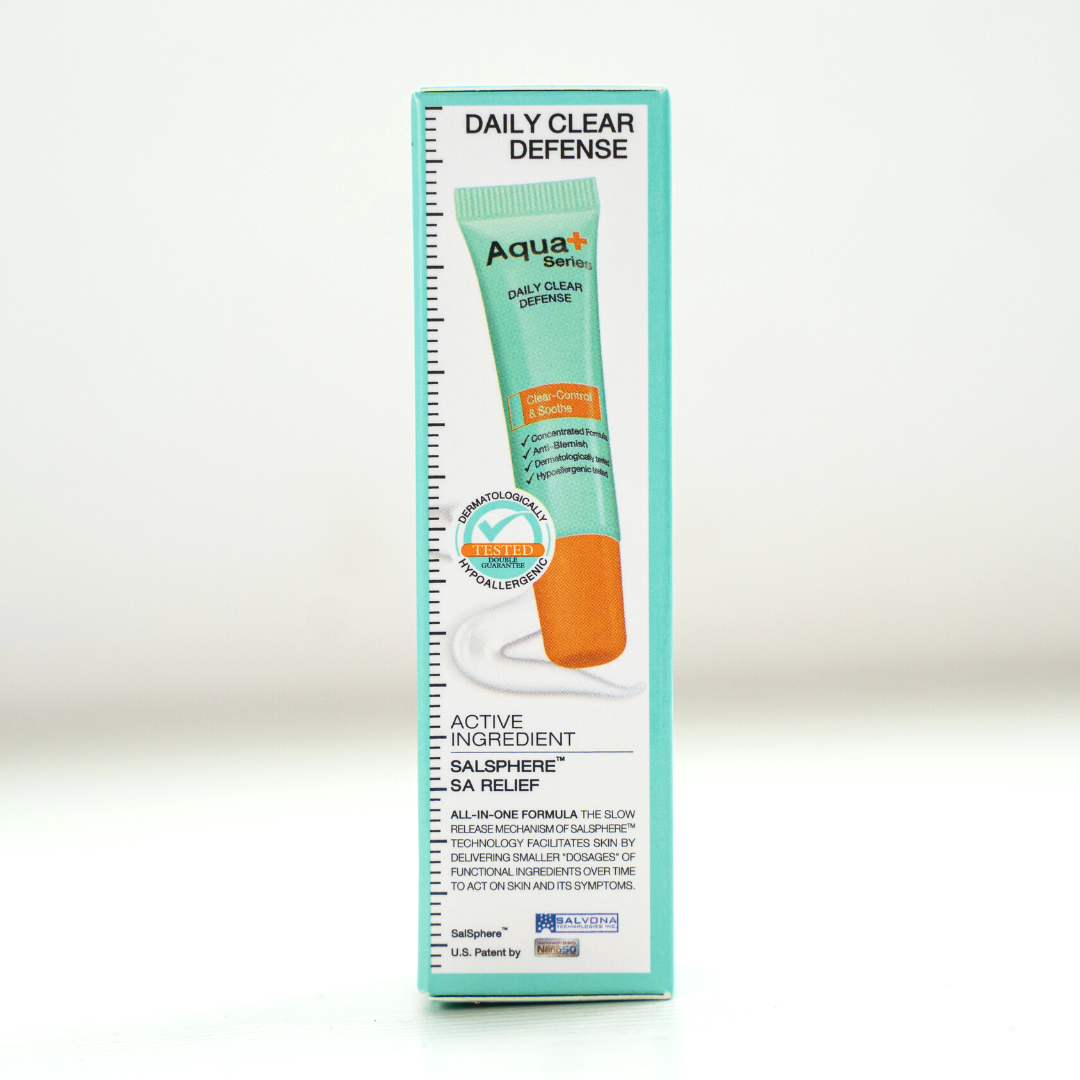 DAILY CLEAR
DEFENSE
Aqua+
Series
DAILY CLEAR
DEFENSE
Clear-Control
& Soothe
Concentrated Formula
Anti-Blemish
Dermatologically tested
Hypoallergenic tested
DERMATOLOGICALLY
TESTED
DOUBLE
GUARANTEE
HYPOALLERGENIC
ACTIVE
INGREDIENT
SALSPHERE™
SA RELIEF
ALL-IN-ONE FORMULA THE SLOW
RELEASE MECHANISM OF SALSPHERE™
TECHNOLOGY FACILITATES SKIN BY
DELIVERING SMALLER "DOSAGES" OF
FUNCTIONAL INGREDIENTS OVER TIME
TO ACT ON SKIN AND ITS SYMPTOMS.
SALVONA
TECHNOLOGIES INC.
SalSphere™
U.S. Patent by